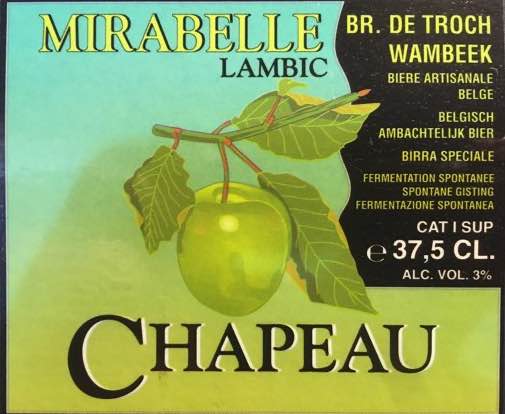 MIRABELLE
LAMBIC
BR. DE TROCH
WAMBEEK
BIERE ARTISANALE
BELGE
BELGISCH
AMBACHTELIJK BIER
BIRRA SPECIALE
FERMENTATION SPONTANEE
SPONTANE GISTING
FERMENTAZIONE SPONTANEA
CAT I SUP
℮ 37,5 CL.
ALC. VOL. 3%
CHAPEAU